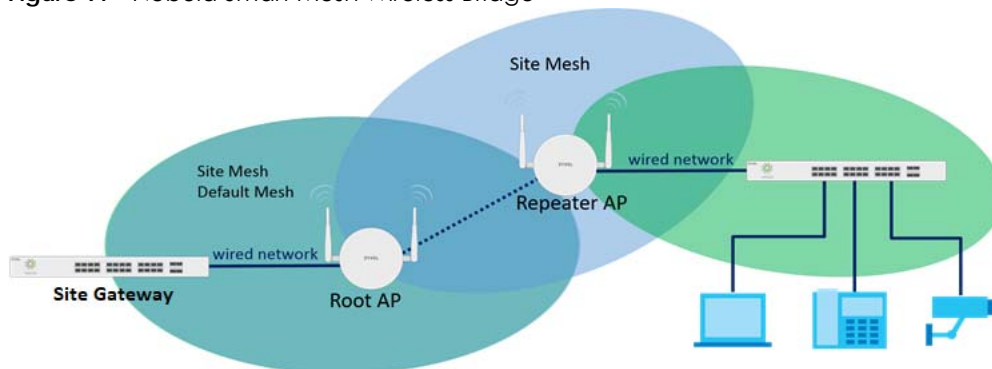 Site Mesh
Site Mesh
Default Mesh
wired network
Repeater AP
wired network
Site Gateway
Root AP